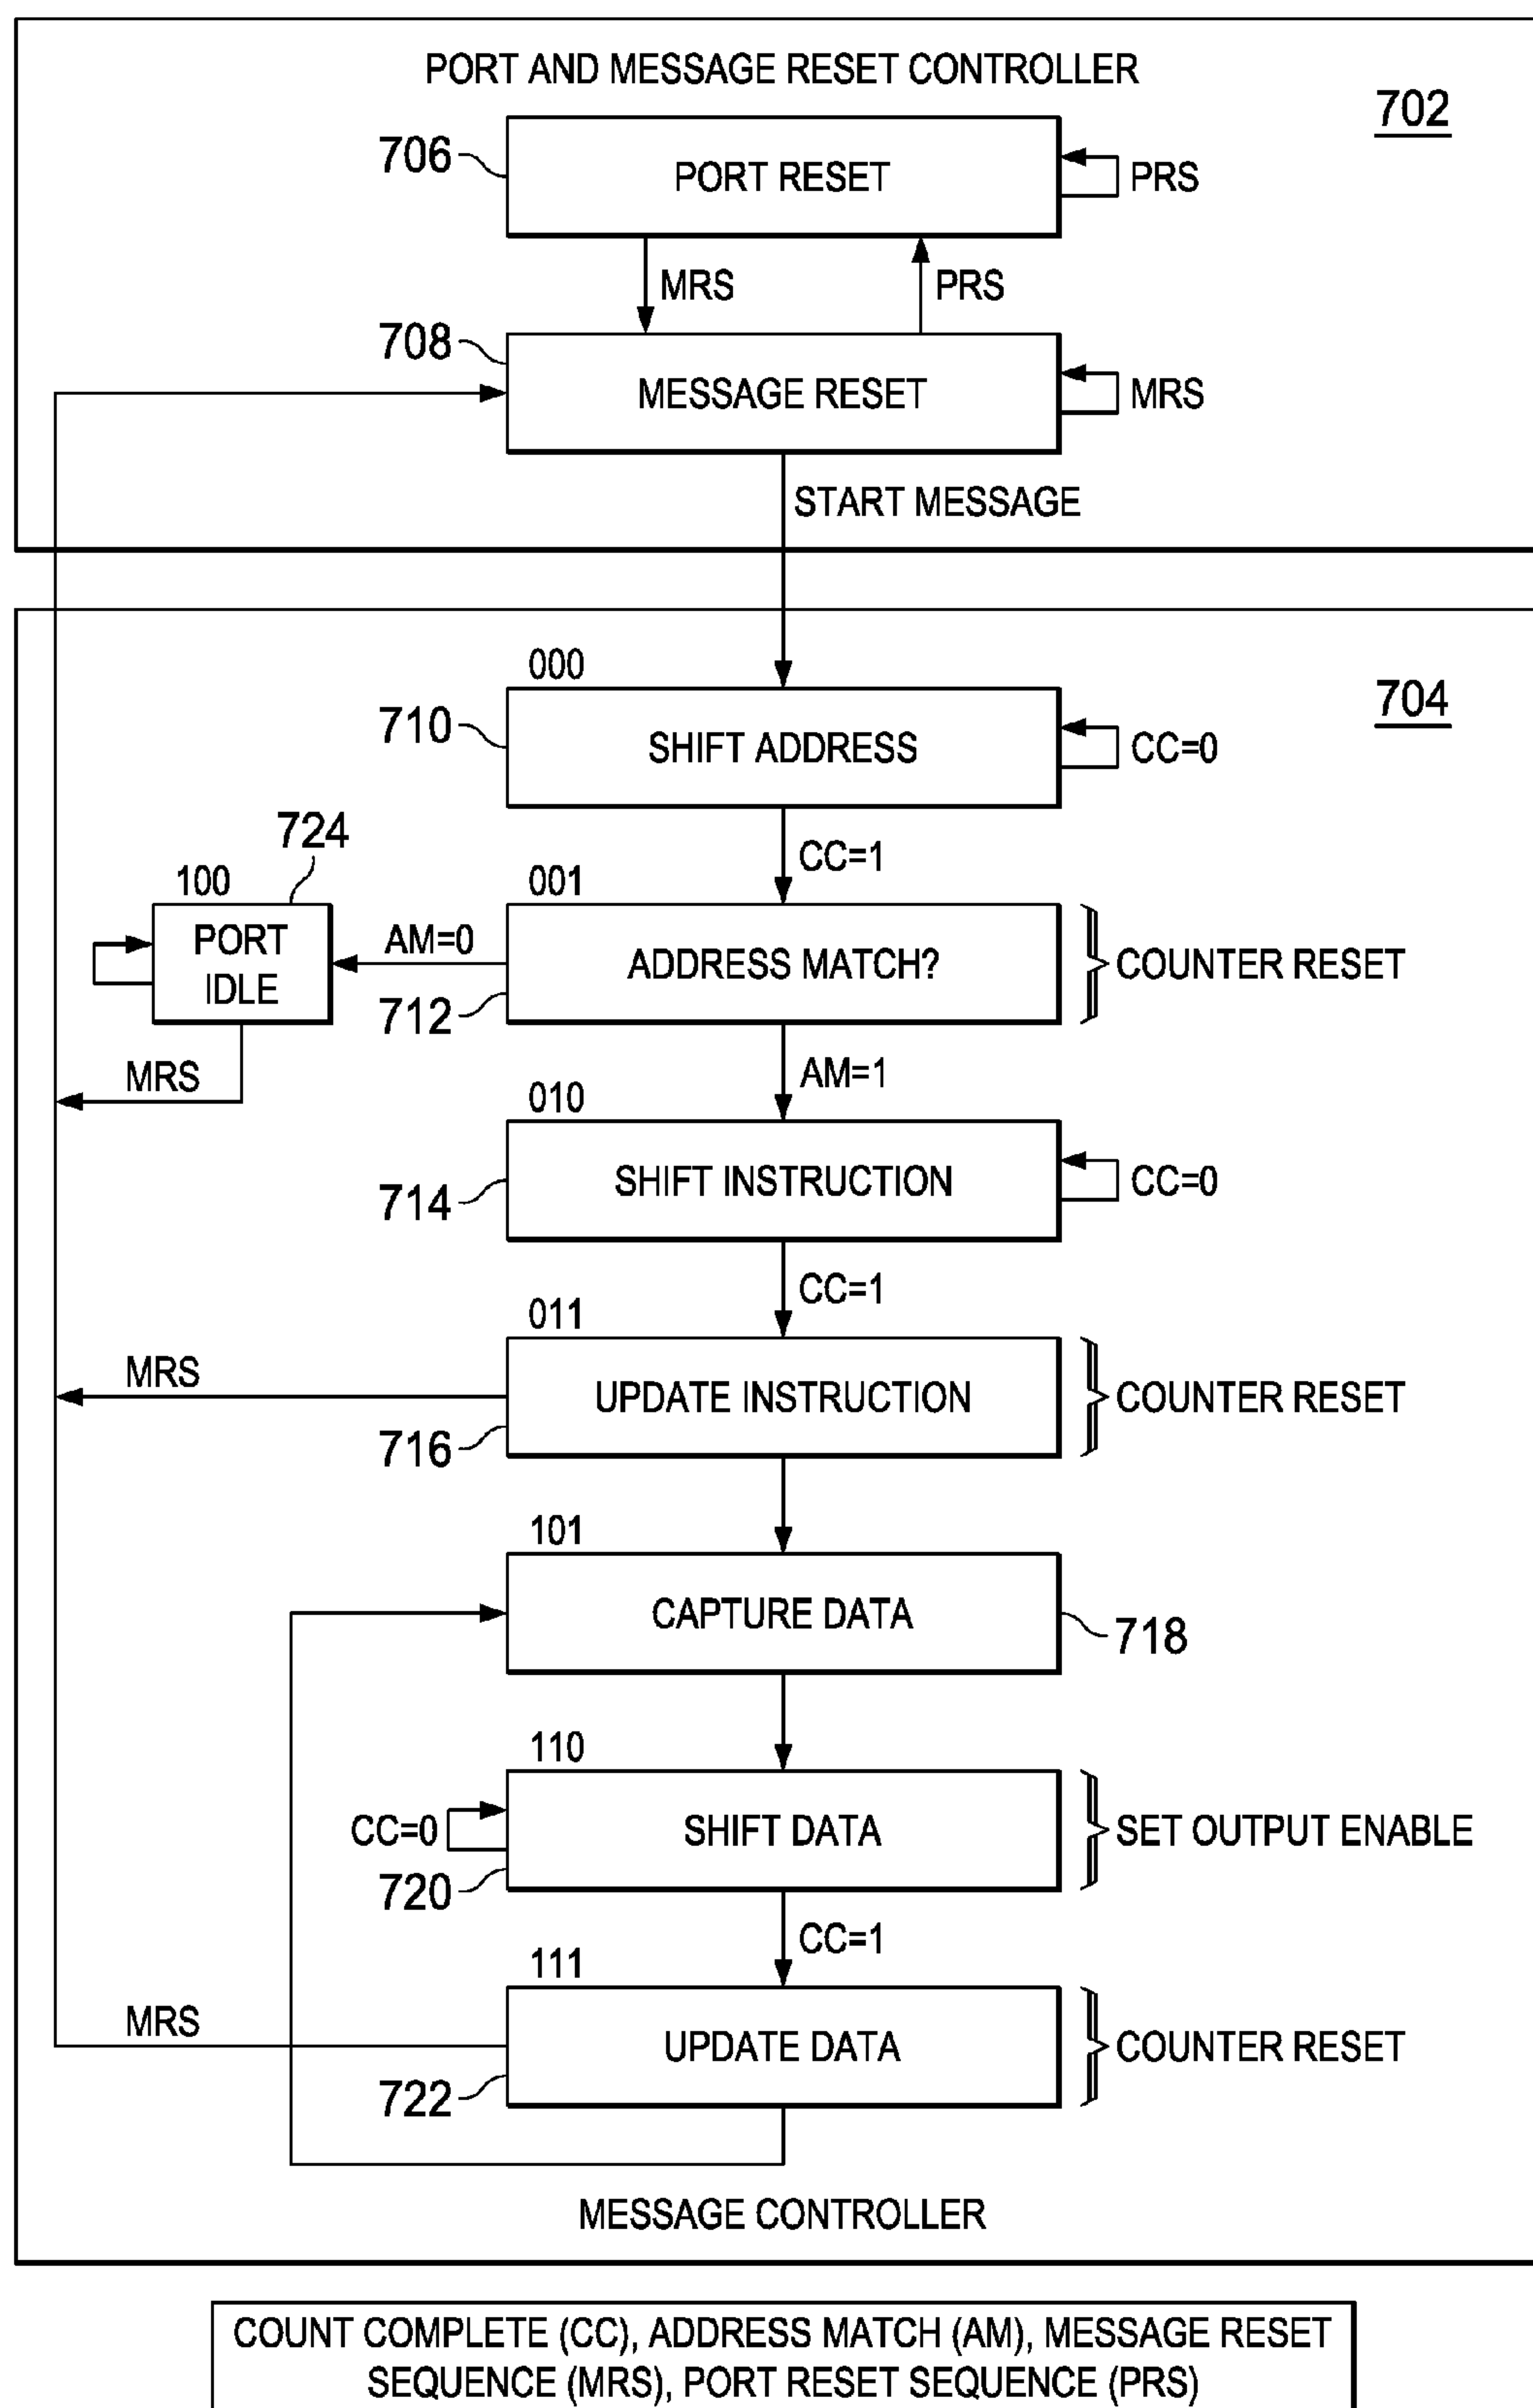 PORT AND MESSAGE RESET CONTROLLER
702
706
PORT RESET
PRS
MRS
PRS
708
MESSAGE RESET
MRS
START MESSAGE
000
704
710
SHIFT ADDRESS
CC=0
724
CC=1
100
001
PORT
IDLE
AM=0
ADDRESS MATCH?
COUNTER RESET
712
MRS
AM=1
010
714
SHIFT INSTRUCTION
CC=0
CC=1
011
MRS
UPDATE INSTRUCTION
COUNTER RESET
716
101
CAPTURE DATA
718
110
CC=0
SHIFT DATA
SET OUTPUT ENABLE
720
CC=1
111
MRS
UPDATE DATA
COUNTER RESET
722
MESSAGE CONTROLLER
COUNT COMPLETE (CC), ADDRESS MATCH (AM), MESSAGE RESET
SEQUENCE (MRS), PORT RESET SEQUENCE (PRS)